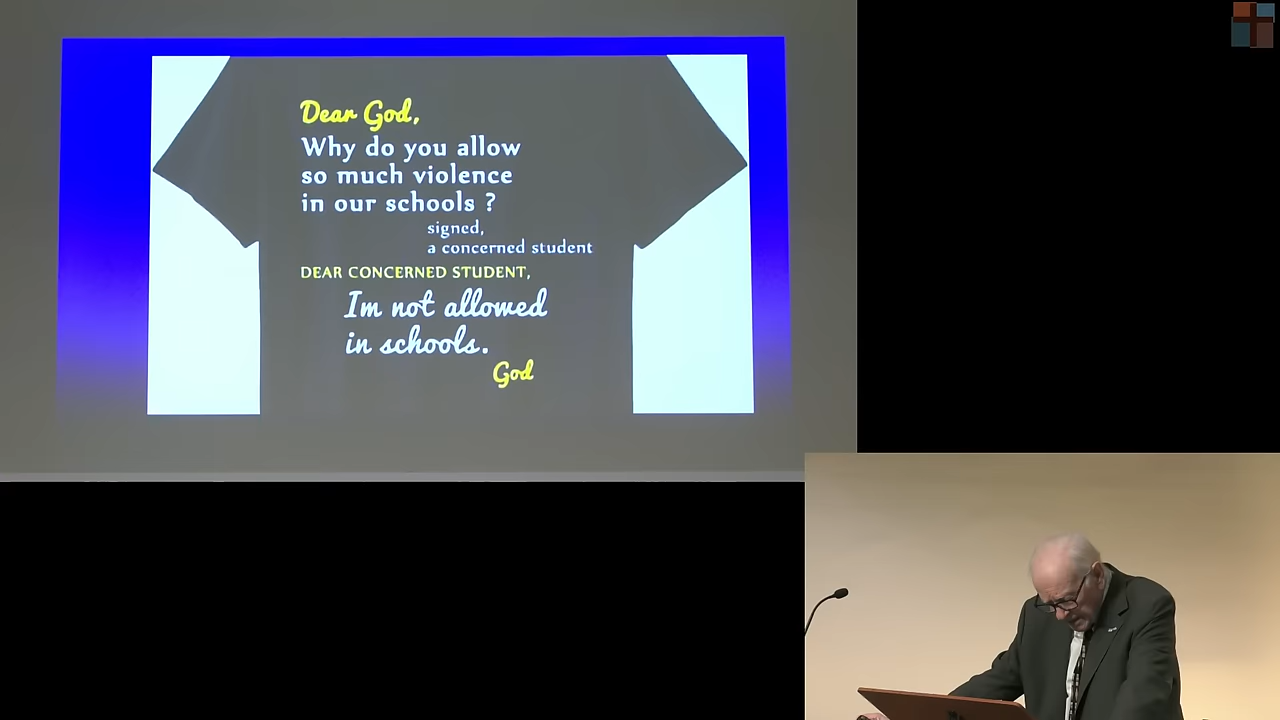 Dear God,
Why do you allow
so much violence
in our schools ?
signed,
a concerned student
DEAR CONCERNED STUDENT,
Im not allowed
in schools.
God